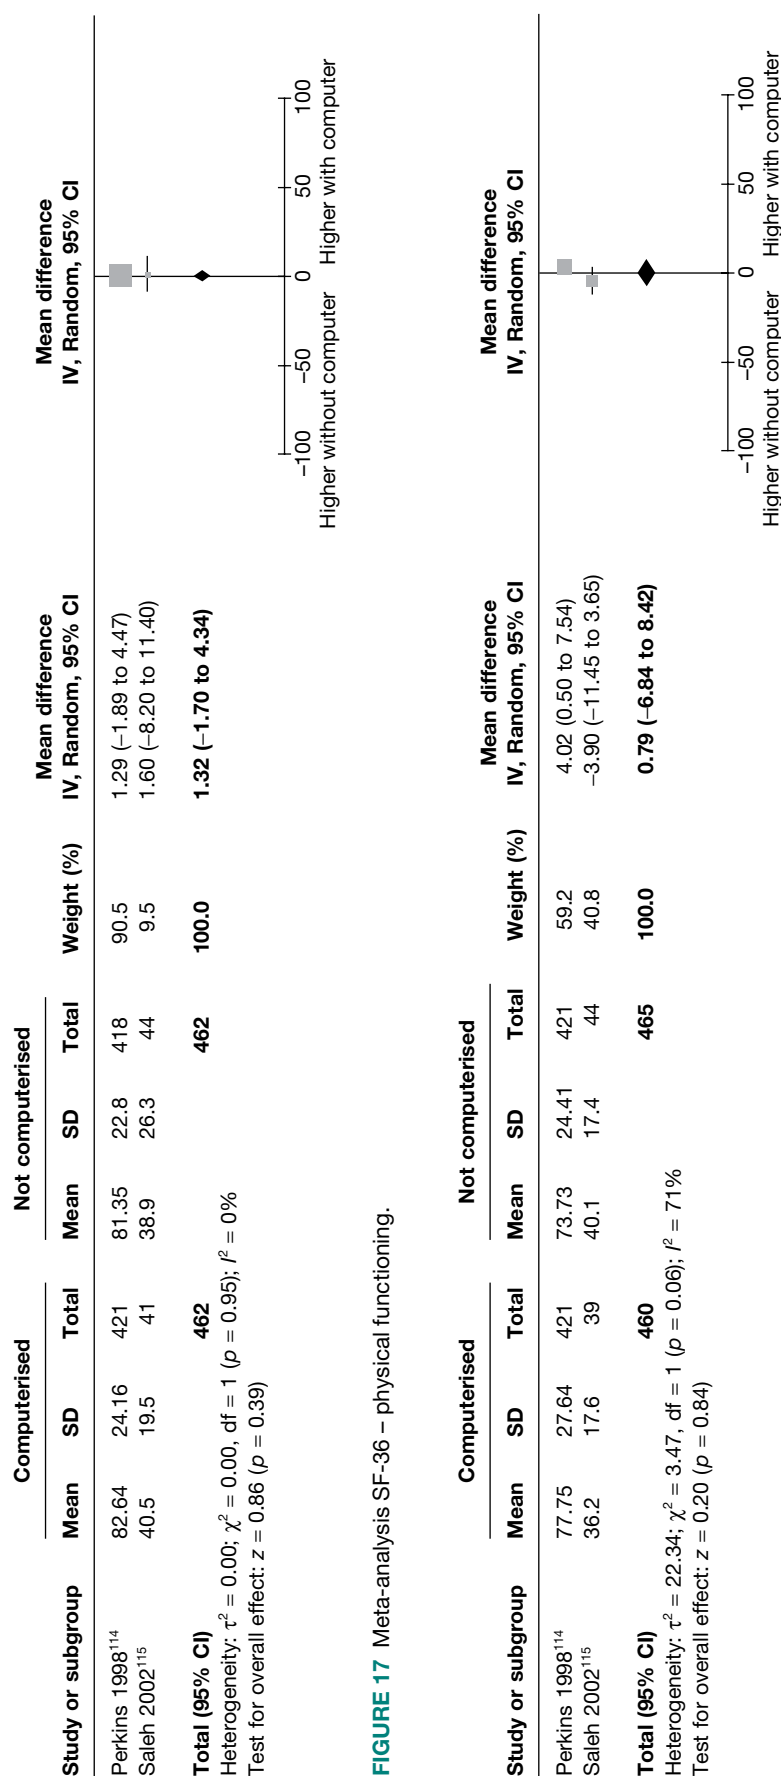 Computerised Not computerised Mean difference Mean difference
Study or subgroup Mean SD Total Mean SD Total Weight (%) IV, Random, 95% CI IV, Random, 95% CI
Perkins 1998114 82.64 24.16 421 81.35 22.8 418 90.5 1.29 (−1.89 to 4.47)
Saleh 2002115 40.5 19.5 41 38.9 26.3 44 9.5 1.60 (−8.20 to 11.40)
Total (95% CI) 462 462 100.0 1.32 (−1.70 to 4.34)
Heterogeneity: τ2 = 0.00; χ2 = 0.00, df = 1 (p = 0.95); I2 = 0%
Test for overall effect: z = 0.86 (p = 0.39)
−100 −50 0 50 100
Higher without computer Higher with computer
FIGURE 17 Meta-analysis SF-36 – physical functioning.
Computerised Not computerised Mean difference Mean difference
Study or subgroup Mean SD Total Mean SD Total Weight (%) IV, Random, 95% CI IV, Random, 95% CI
Perkins 1998114 77.75 27.64 421 73.73 24.41 421 59.2 4.02 (0.50 to 7.54)
Saleh 2002115 36.2 17.6 39 40.1 17.4 44 40.8 −3.90 (−11.45 to 3.65)
Total (95% CI) 460 465 100.0 0.79 (−6.84 to 8.42)
Heterogeneity: τ2 = 22.34; χ2 = 3.47, df = 1 (p = 0.06); I2 = 71%
Test for overall effect: z = 0.20 (p = 0.84)
−100 −50 0 50 100
Higher without computer Higher with computer